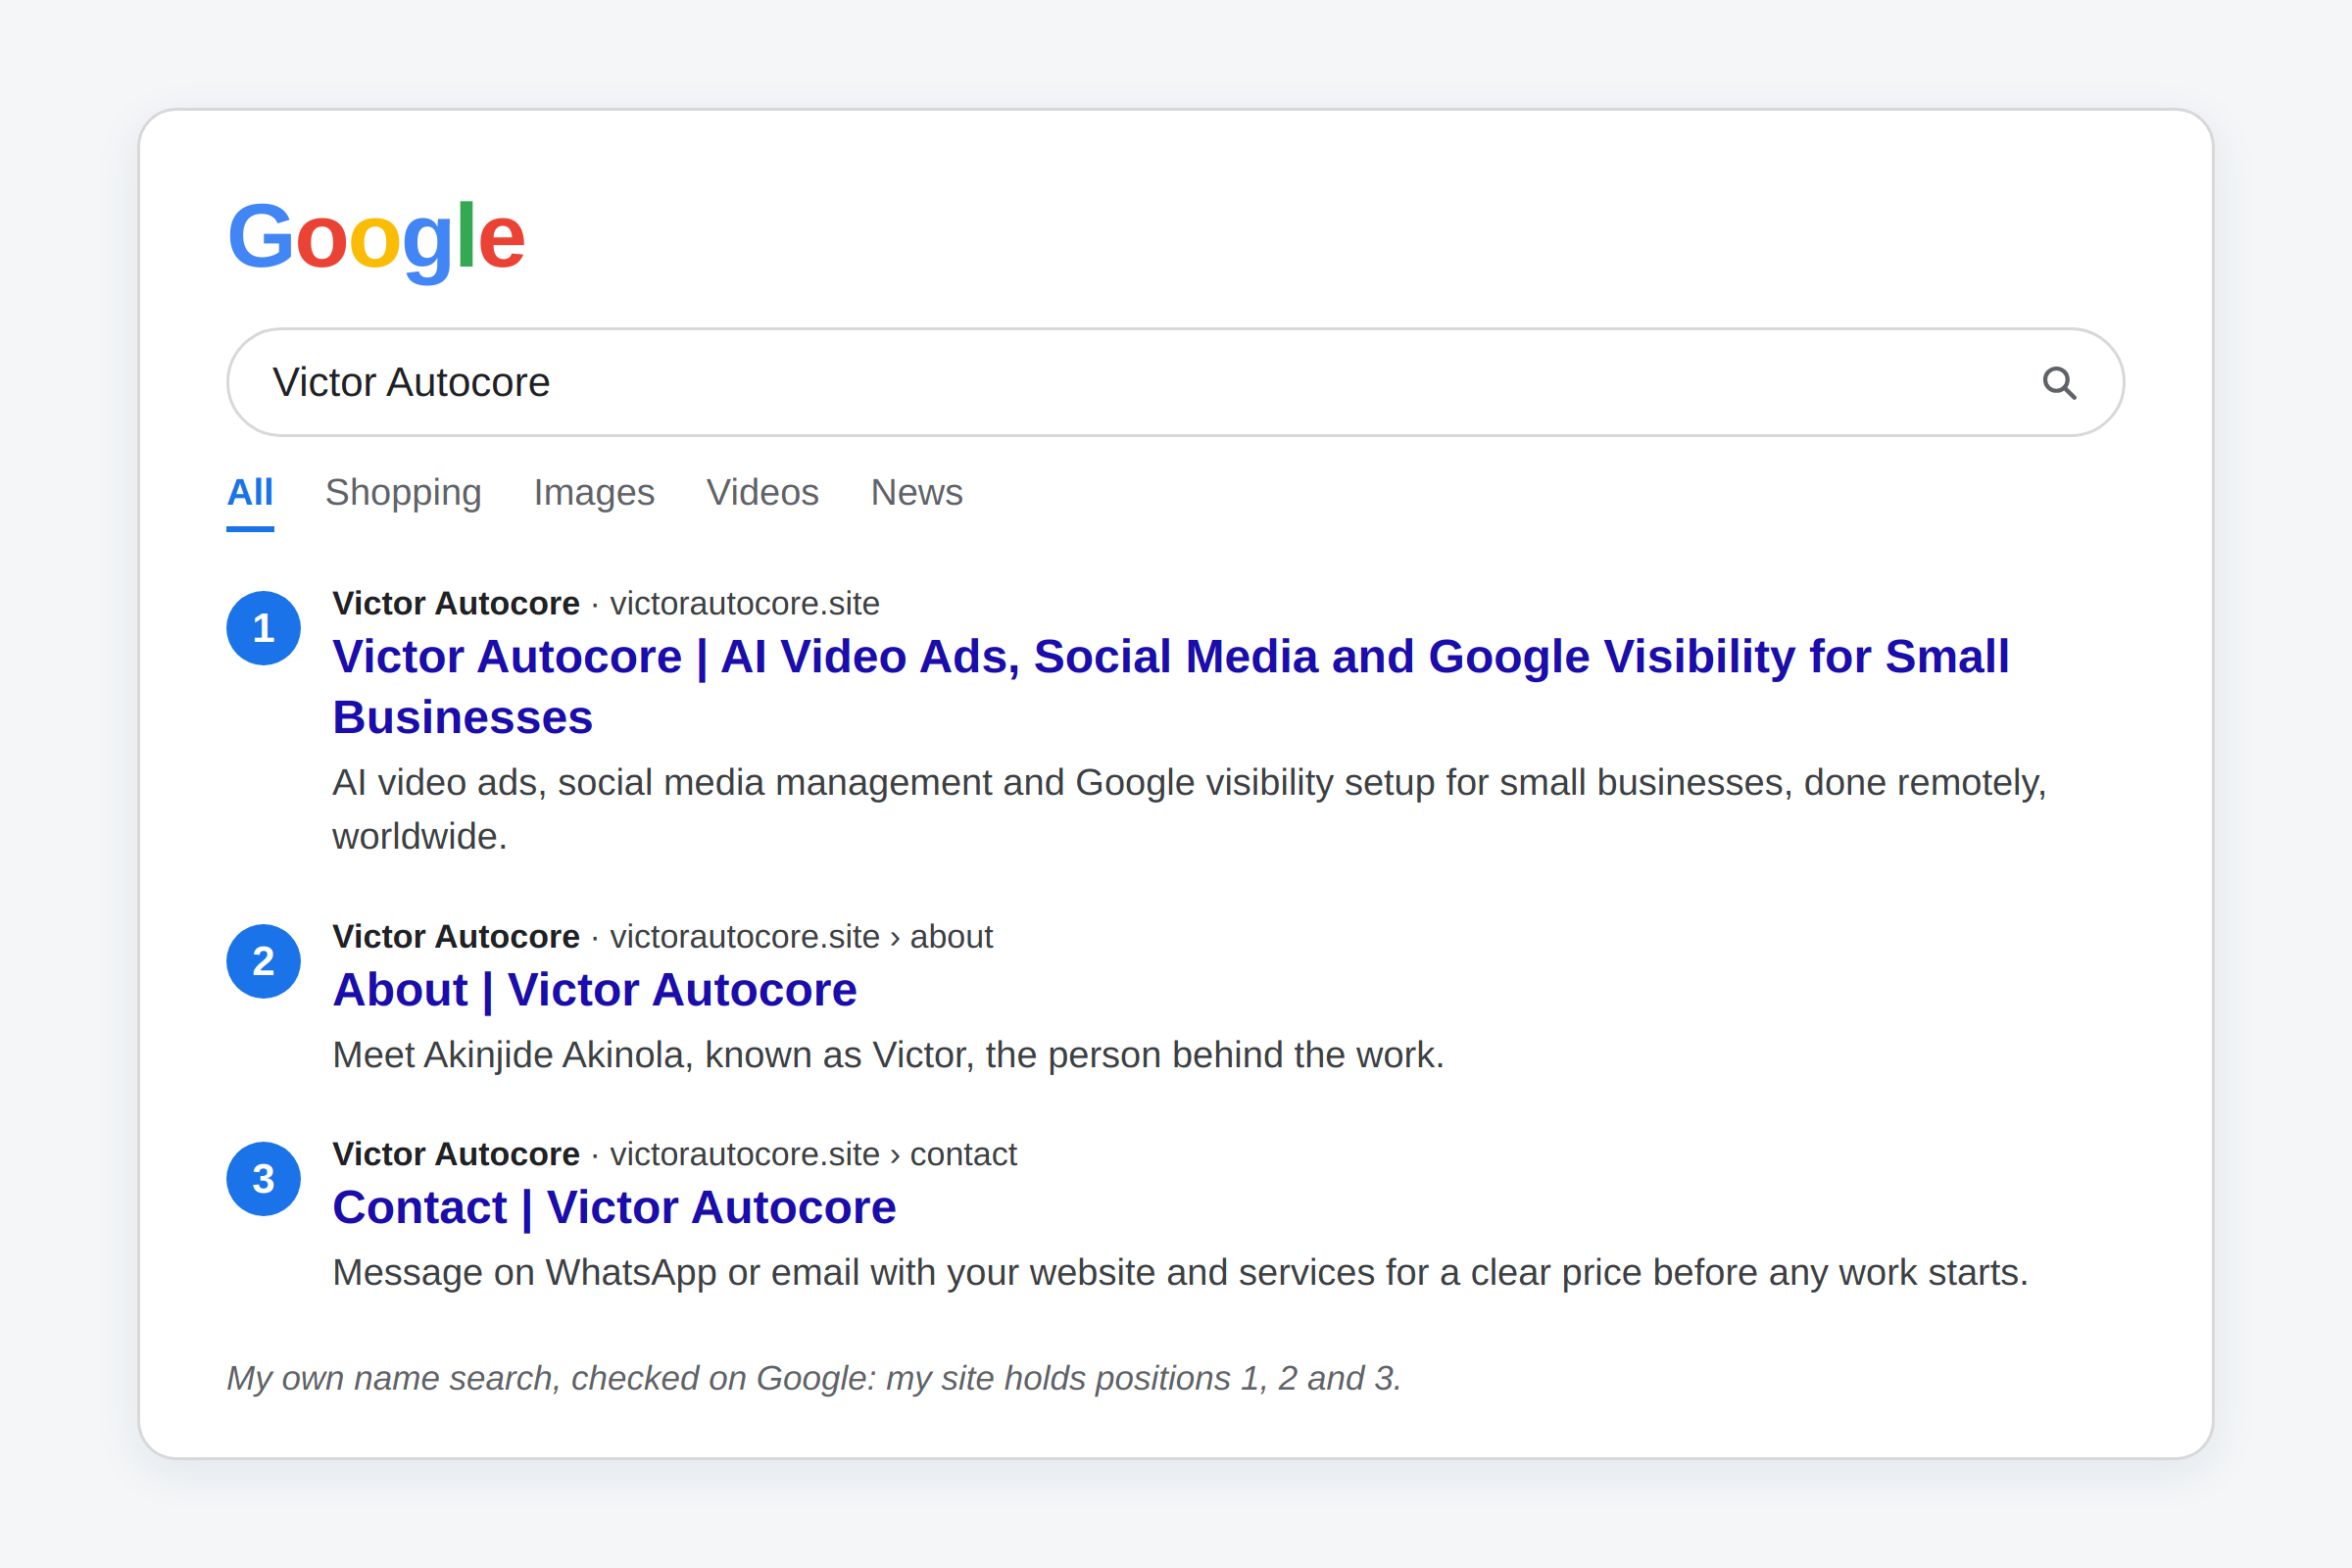 Google
Victor Autocore
All Shopping Images Videos News
1
Victor Autocore · victorautocore.site
Victor Autocore | AI Video Ads, Social Media and Google Visibility for Small
Businesses
AI video ads, social media management and Google visibility setup for small businesses, done remotely,
worldwide.
2
Victor Autocore · victorautocore.site › about
About | Victor Autocore
Meet Akinjide Akinola, known as Victor, the person behind the work.
3
Victor Autocore · victorautocore.site › contact
Contact | Victor Autocore
Message on WhatsApp or email with your website and services for a clear price before any work starts.
My own name search, checked on Google: my site holds positions 1, 2 and 3.